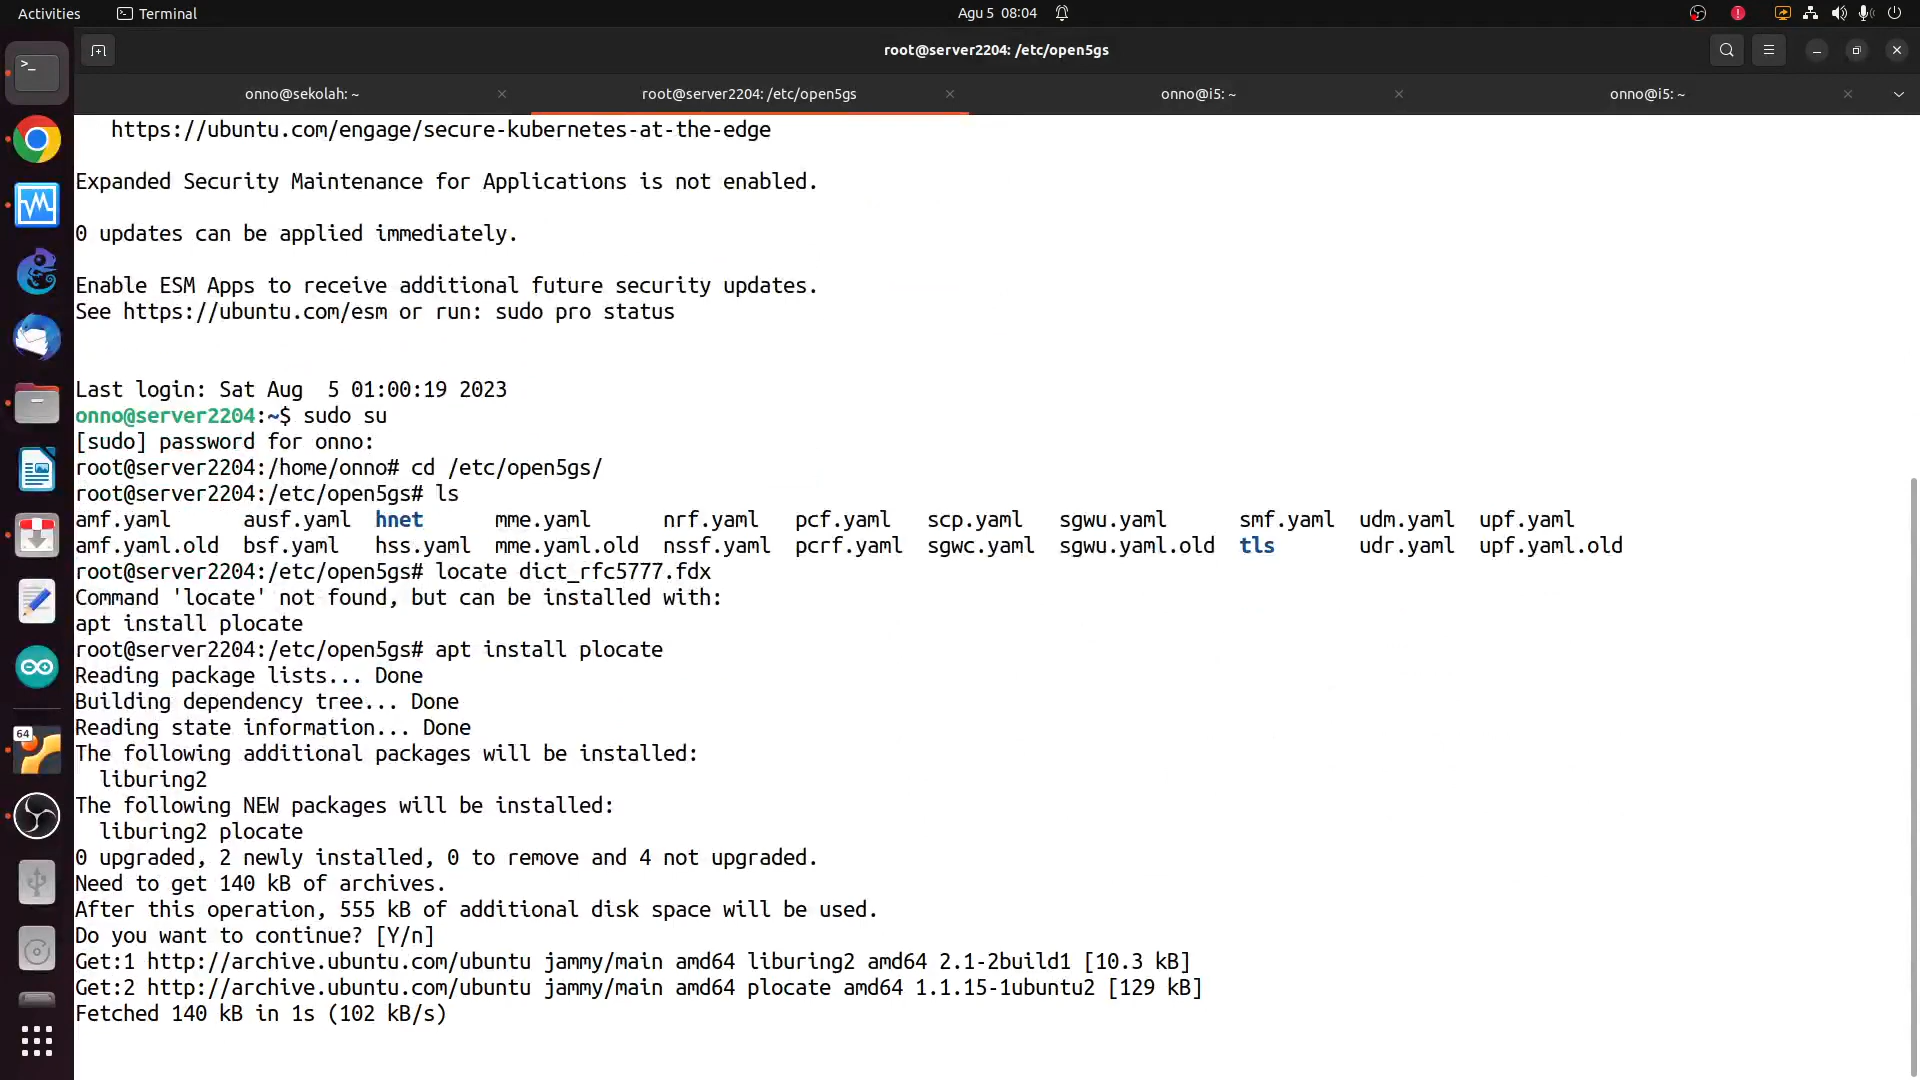 Activities Terminal Agu 5 08:04
root@server2204: /etc/open5gs
onno@sekolah: ~ root@server2204: /etc/open5gs onno@i5: ~ onno@i5: ~
https://ubuntu.com/engage/secure-kubernetes-at-the-edge
Expanded Security Maintenance for Applications is not enabled.
0 updates can be applied immediately.
Enable ESM Apps to receive additional future security updates.
See https://ubuntu.com/esm or run: sudo pro status
Last login: Sat Aug  5 01:00:19 2023
onno@server2204:~$ sudo su
[sudo] password for onno:
root@server2204:/home/onno# cd /etc/open5gs/
root@server2204:/etc/open5gs# ls
amf.yaml ausf.yaml hnet mme.yaml nrf.yaml pcf.yaml scp.yaml sgwu.yaml smf.yaml udm.yaml upf.yaml
amf.yaml.old bsf.yaml hss.yaml mme.yaml.old nssf.yaml pcrf.yaml sgwc.yaml sgwu.yaml.old tls udr.yaml upf.yaml.old
root@server2204:/etc/open5gs# locate dict_rfc5777.fdx
Command 'locate' not found, but can be installed with:
apt install plocate
root@server2204:/etc/open5gs# apt install plocate
Reading package lists... Done
Building dependency tree... Done
Reading state information... Done
The following additional packages will be installed:
liburing2
The following NEW packages will be installed:
liburing2 plocate
0 upgraded, 2 newly installed, 0 to remove and 4 not upgraded.
Need to get 140 kB of archives.
After this operation, 555 kB of additional disk space will be used.
Do you want to continue? [Y/n]
Get:1 http://archive.ubuntu.com/ubuntu jammy/main amd64 liburing2 amd64 2.1-2build1 [10.3 kB]
Get:2 http://archive.ubuntu.com/ubuntu jammy/main amd64 plocate amd64 1.1.15-1ubuntu2 [129 kB]
Fetched 140 kB in 1s (102 kB/s)
64